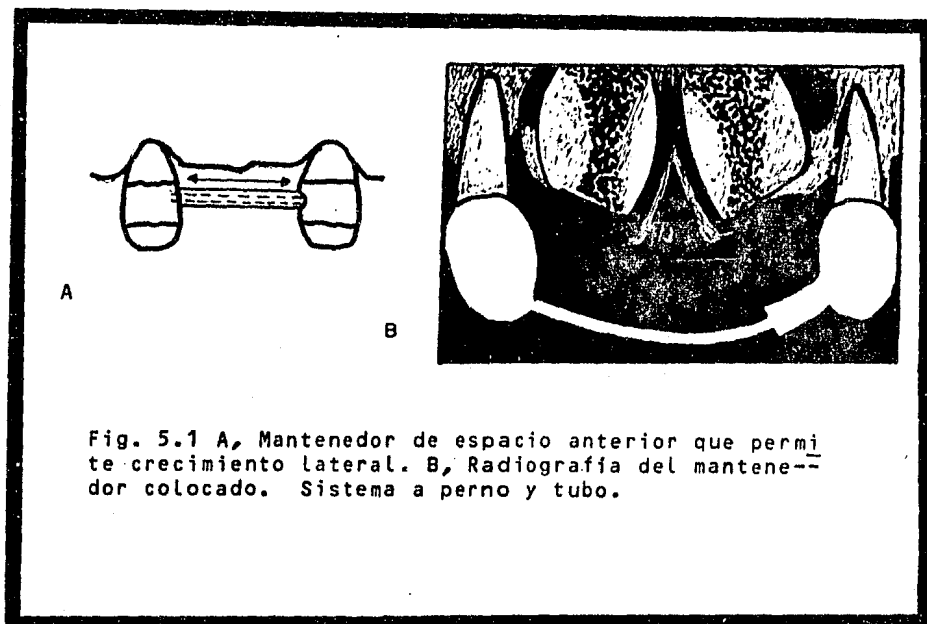 A
B
Fig. 5.1 A, Mantenedor de espacio anterior que permi
te crecimiento lateral. B, Radiografía del mantene--
dor colocado.  Sistema a perno y tubo.